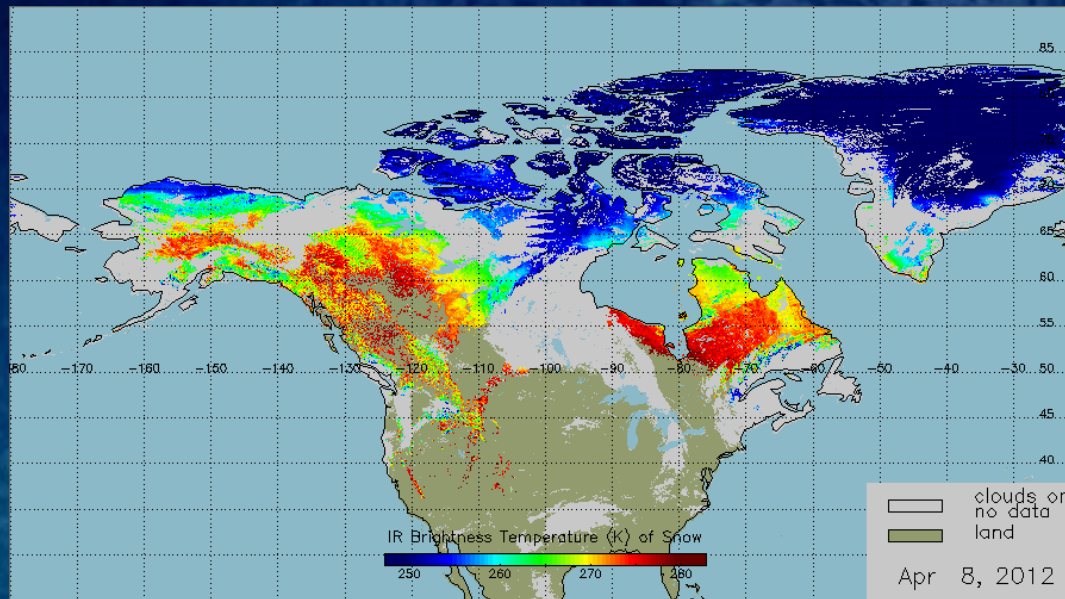 85
75
70
65
60
55
-180 -170 -160 -150 -140 -130 -120 -110 -100 -90 -80 -70 -60 -50 -40 -30 50
45
40
IR Brightness Temperature (K) of Snow
250 260 270 280
clouds or
no data
land
Apr 8, 2012